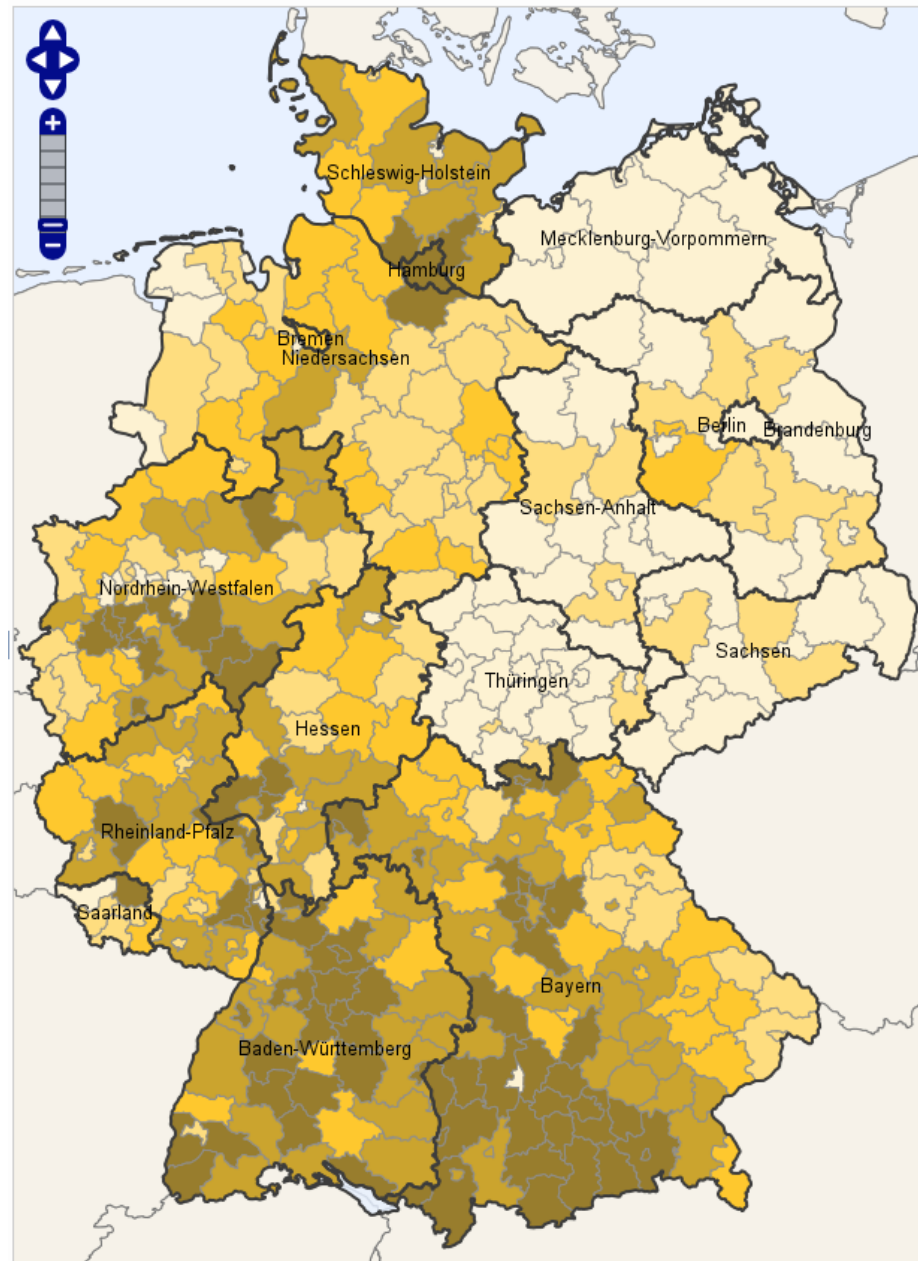 Schleswig-Holstein
Mecklenburg-Vorpommern
Hamburg
Bremen
Niedersachsen
Berlin
Brandenburg
Sachsen-Anhalt
Nordrhein-Westfalen
Sachsen
Thüringen
Hessen
Rheinland-Pfalz
Saarland
Bayern
Baden-Württemberg